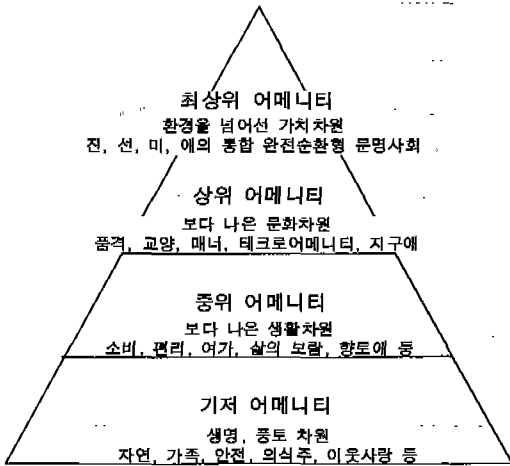 최상위 어메니티
환경을 넘어선 가치차원
진, 선, 미, 애의 통합 완전순환형 문명사회
상위 어메니티
보다 나은 문화차원
품격, 교양, 매너, 테크로어메니티, 지구애
중위 어메니티
보다 나은 생활차원
소비, 편리, 여가, 삶의 보람, 향토애 등
기저 어메니티
생명, 풍토 차원
자연, 가족, 안전, 의식주, 이웃사랑 등